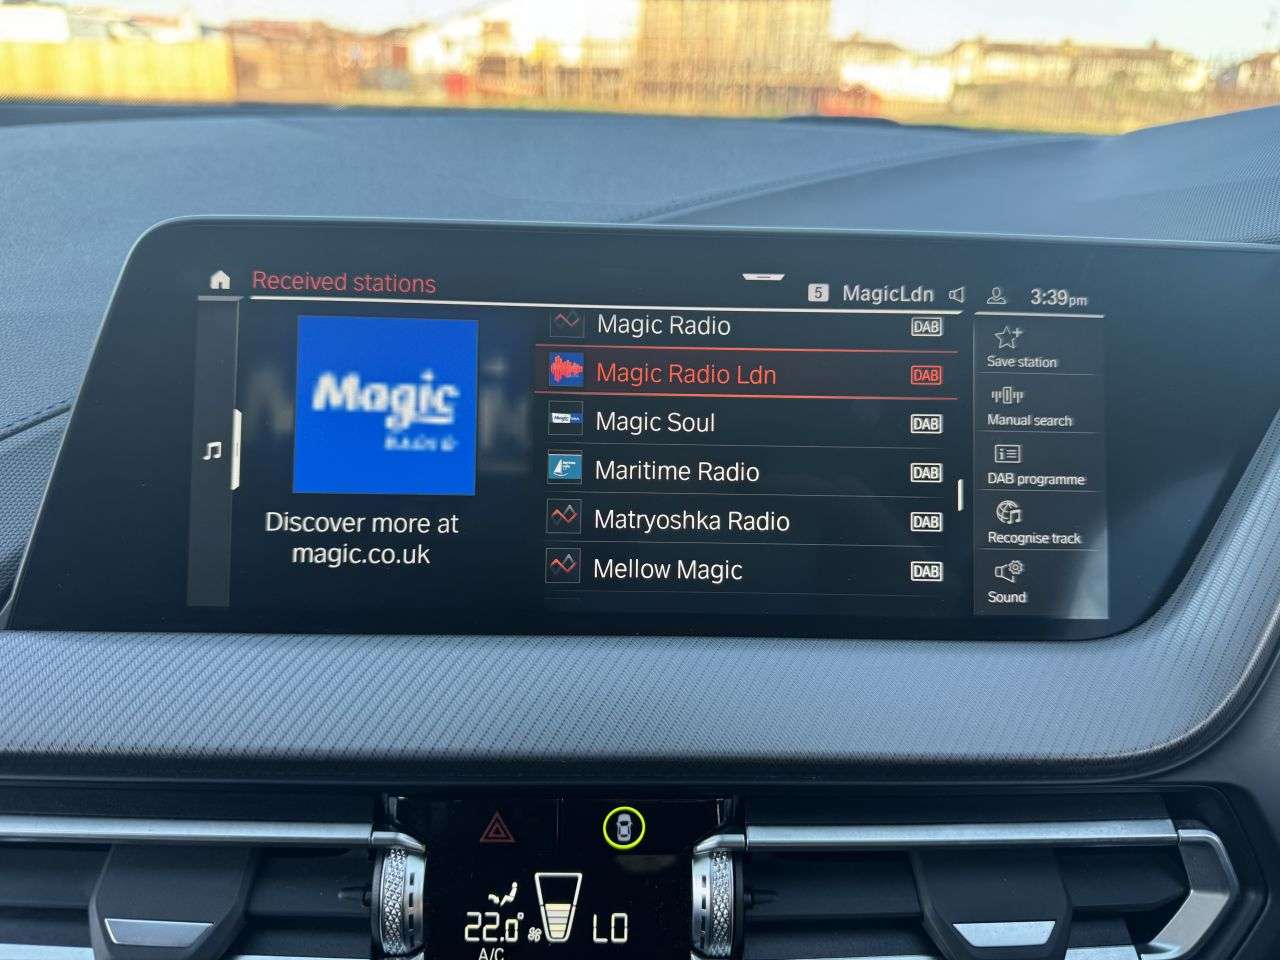 Received stations
5 MagicLdn 3:39pm
Magic
RADIO
Discover more at
magic.co.uk
Magic Radio DAB
Magic Radio Ldn DAB
Magic Soul DAB
Maritime Radio DAB
Matryoshka Radio DAB
Mellow Magic DAB
Save station
Manual search
DAB programme
Recognise track
Sound
22.0° LO
A/C